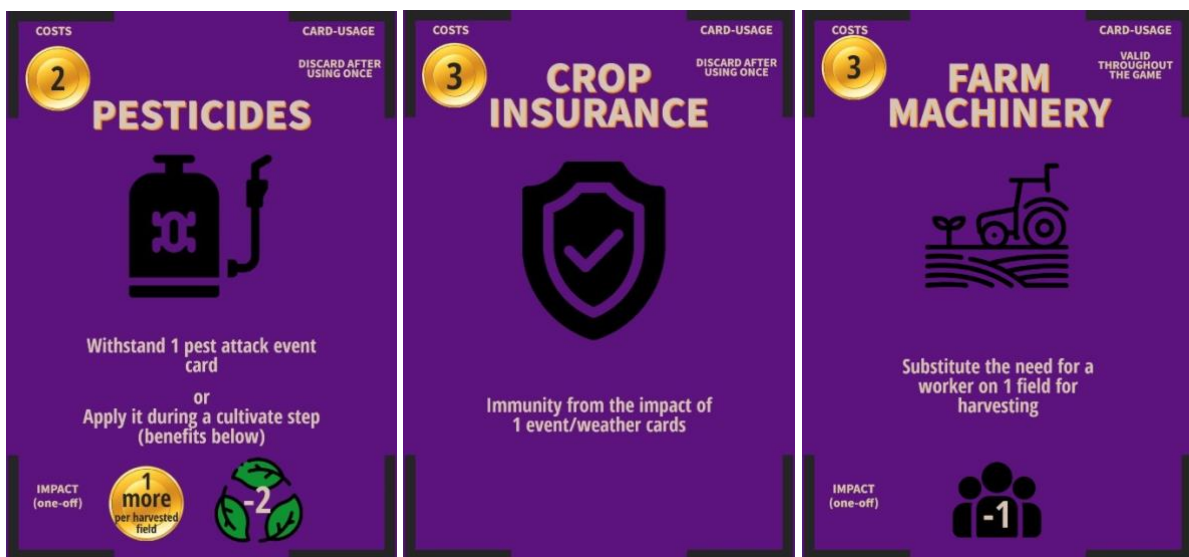 COSTS
CARD-USAGE
2
DISCARD AFTER
USING ONCE
PESTICIDES
Withstand 1 pest attack event
card
or
Apply it during a cultivate step
(benefits below)
IMPACT
(one-off)
1
more
per harvested
field
-2
COSTS
CARD-USAGE
3
DISCARD AFTER
USING ONCE
CROP
INSURANCE
Immunity from the impact of
1 event/weather cards
COSTS
CARD-USAGE
3
VALID
THROUGHOUT
THE GAME
FARM
MACHINERY
Substitute the need for a
worker on 1 field for
harvesting
IMPACT
(one-off)
-1